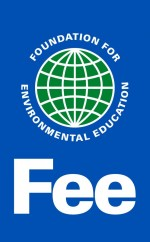 FOUNDATION FOR
ENVIRONMENTAL EDUCATION
Fee